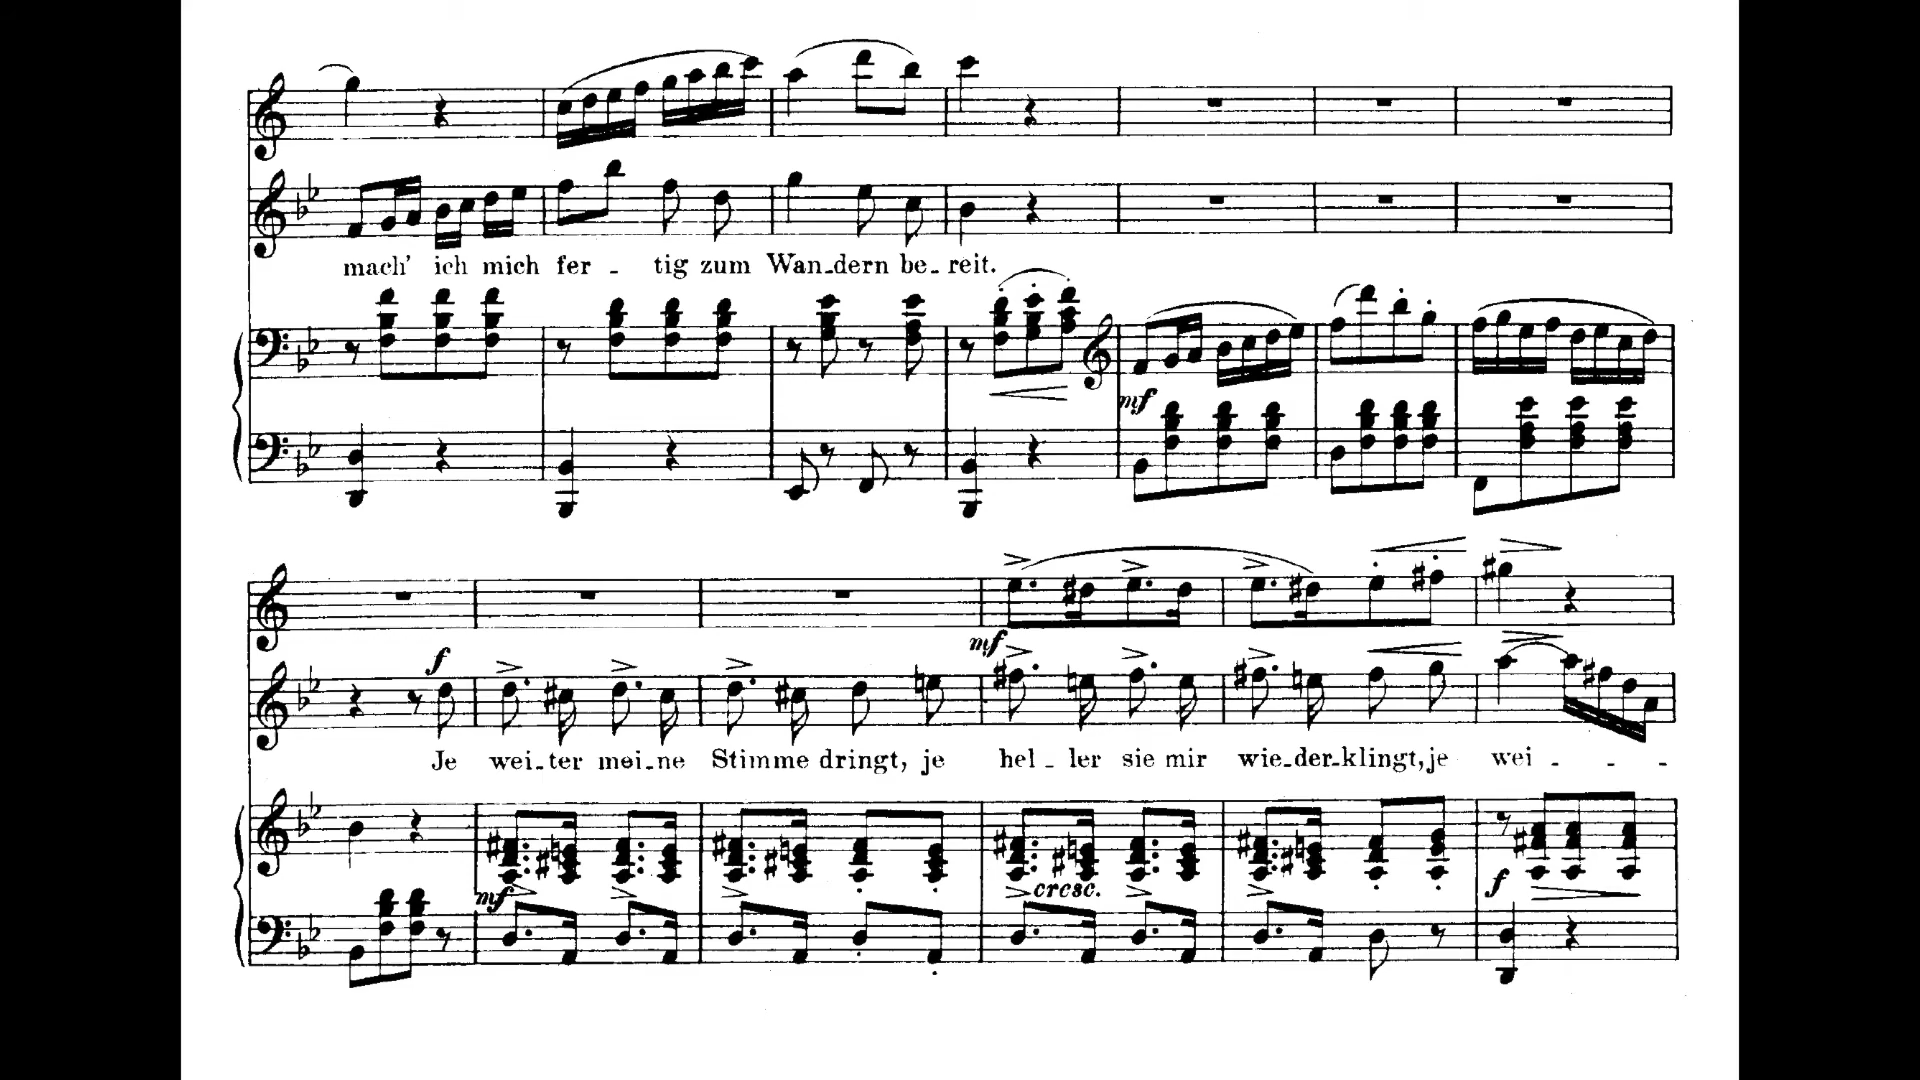 mach' ich mich fer - tig zum Wan-dern be-reit.
mf
f
mf
Je wei-ter mei-ne Stimme dringt, je hel - ler sie mir wie-der-klingt, je wei - - -
mf cresc. f